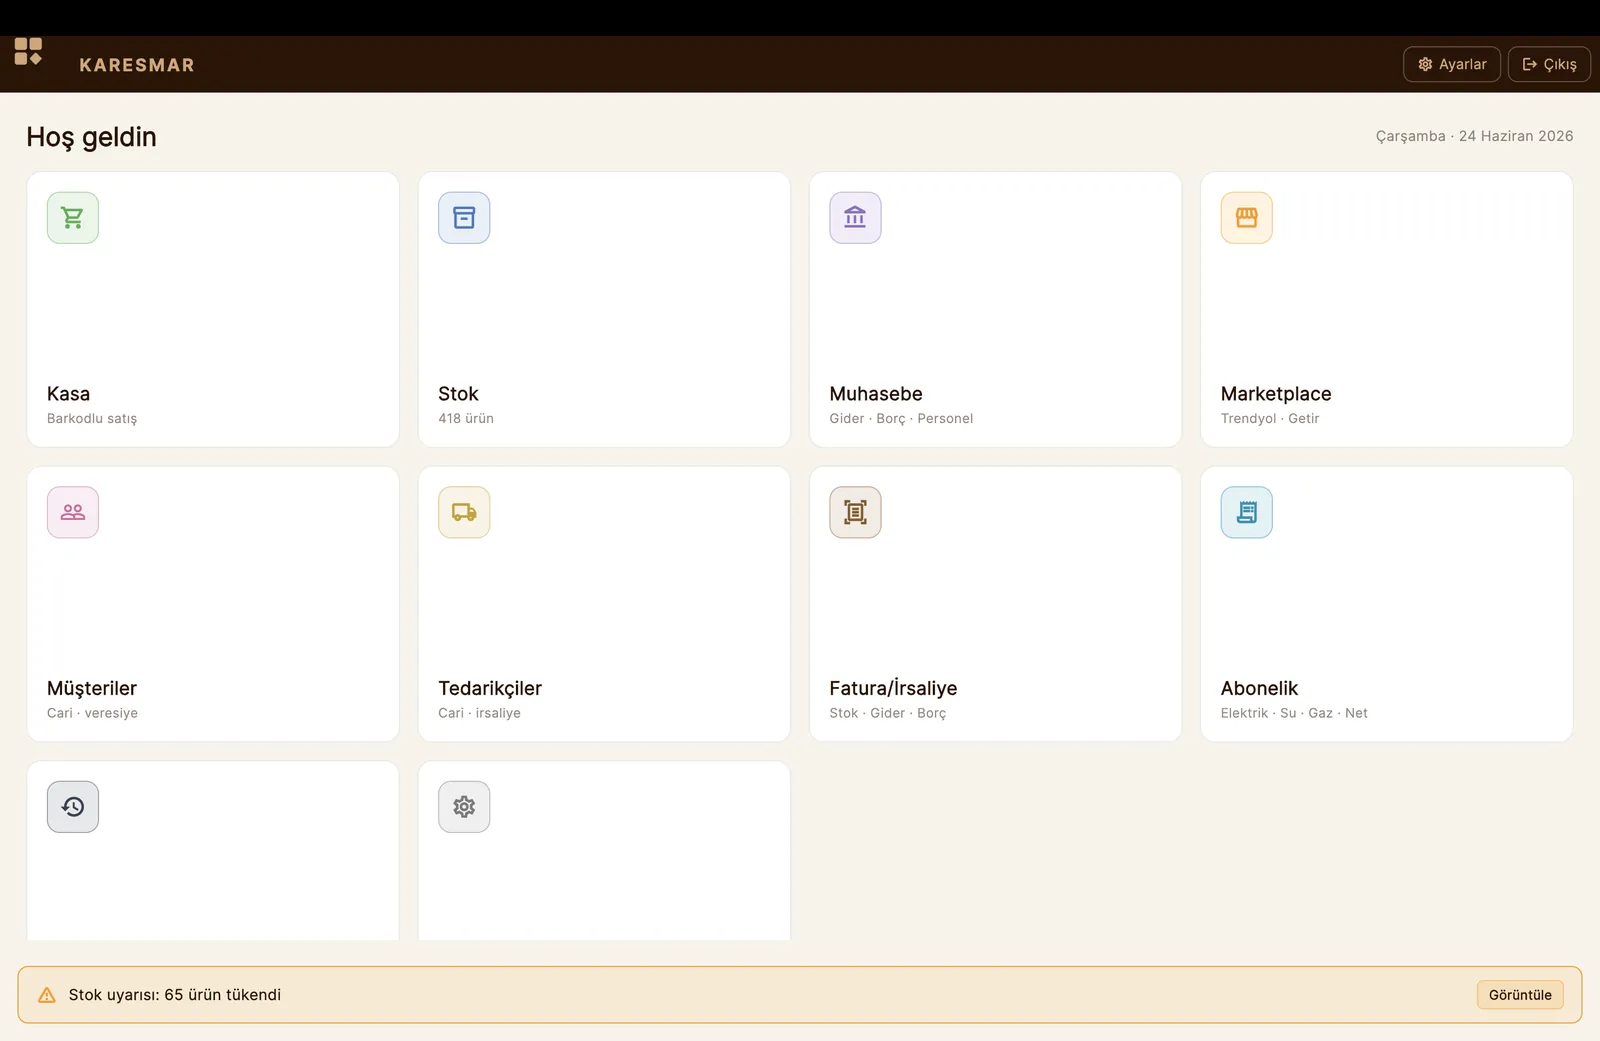 KARESMAR
Ayarlar
Çıkış
Hoş geldin
Çarşamba · 24 Haziran 2026
Kasa
Barkodlu satış
Stok
418 ürün
Muhasebe
Gider · Borç · Personel
Marketplace
Trendyol · Getir
Müşteriler
Cari · veresiye
Tedarikçiler
Cari · irsaliye
Fatura/İrsaliye
Stok · Gider · Borç
Abonelik
Elektrik · Su · Gaz · Net
Stok uyarısı: 65 ürün tükendi
Görüntüle